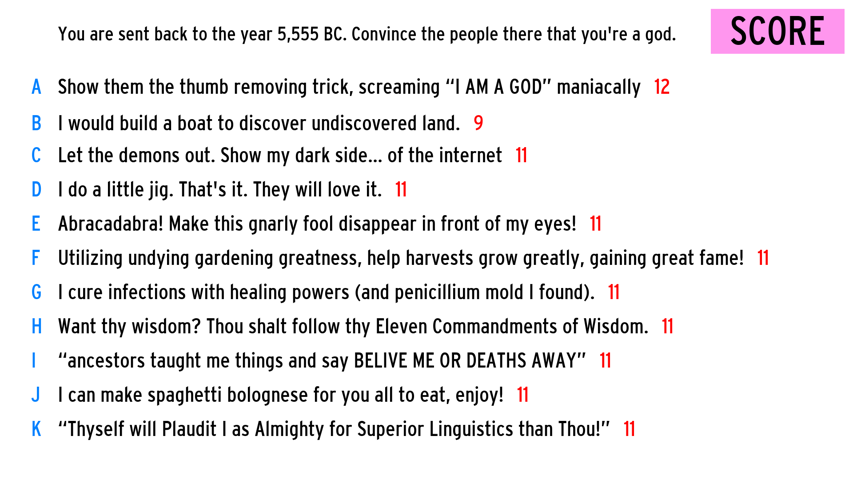 You are sent back to the year 5,555 BC. Convince the people there that you're a god.
SCORE
A Show them the thumb removing trick, screaming “I AM A GOD” maniacally 12
B I would build a boat to discover undiscovered land. 9
C Let the demons out. Show my dark side... of the internet 11
D I do a little jig. That's it. They will love it. 11
E Abracadabra! Make this gnarly fool disappear in front of my eyes! 11
F Utilizing undying gardening greatness, help harvests grow greatly, gaining great fame! 11
G I cure infections with healing powers (and penicillium mold I found). 11
H Want thy wisdom? Thou shalt follow thy Eleven Commandments of Wisdom. 11
I “ancestors taught me things and say BELIVE ME OR DEATHS AWAY” 11
J I can make spaghetti bolognese for you all to eat, enjoy! 11
K “Thyself will Plaudit I as Almighty for Superior Linguistics than Thou!” 11